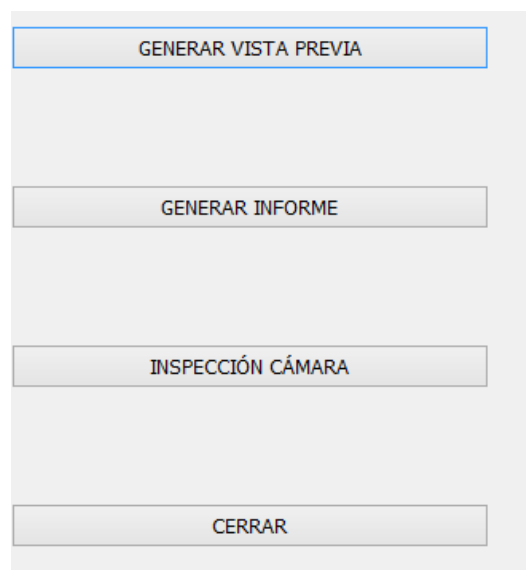 GENERAR VISTA PREVIA
GENERAR INFORME
INSPECCIÓN CÁMARA
CERRAR